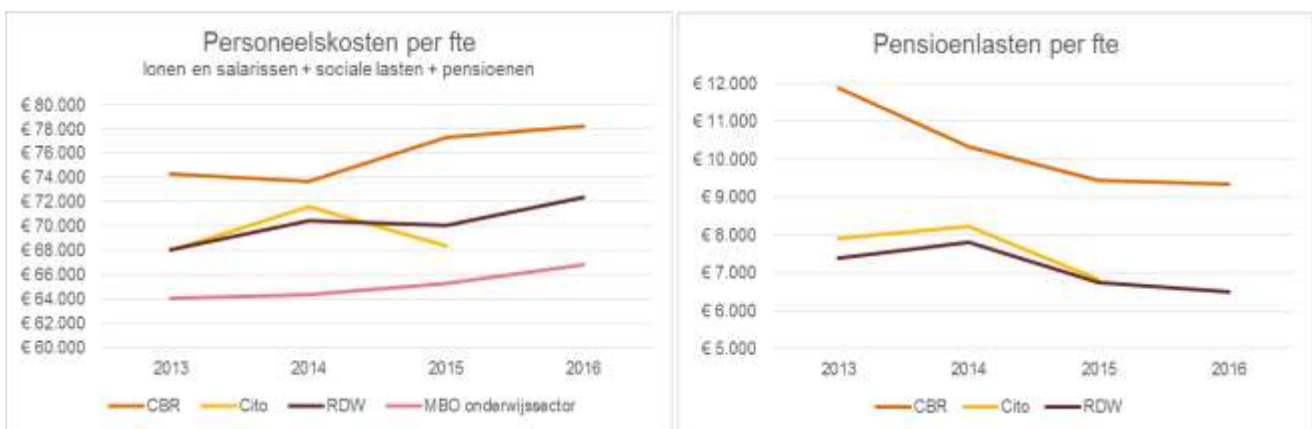 Personeelskosten per fte
lonen en salarissen + sociale lasten + pensioenen
€ 80.000
€ 78.000
€ 76.000
€ 74.000
€ 72.000
€ 70.000
€ 68.000
€ 66.000
€ 64.000
€ 62.000
€ 60.000
2013 2014 2015 2016
CBR Cito RDW MBO onderwijssector
Pensioenlasten per fte
€ 12.000
€ 11.000
€ 10.000
€ 9.000
€ 8.000
€ 7.000
€ 6.000
€ 5.000
2013 2014 2015 2016
CBR Cito RDW